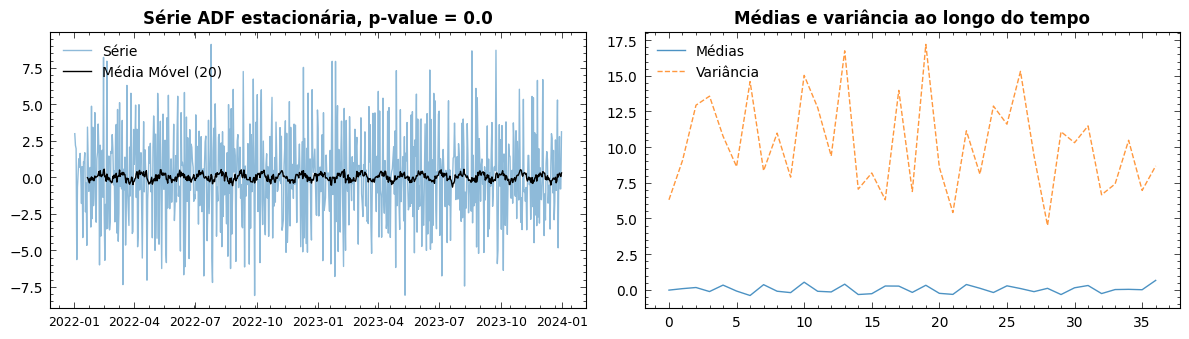 Série ADF estacionária, p-value = 0.0
Série
Média Móvel (20)
7.5
5.0
2.5
0.0
−2.5
−5.0
−7.5
2022-01 2022-04 2022-07 2022-10 2023-01 2023-04 2023-07 2023-10 2024-01
Médias e variância ao longo do tempo
Médias
Variância
17.5
15.0
12.5
10.0
7.5
5.0
2.5
0.0
0 5 10 15 20 25 30 35